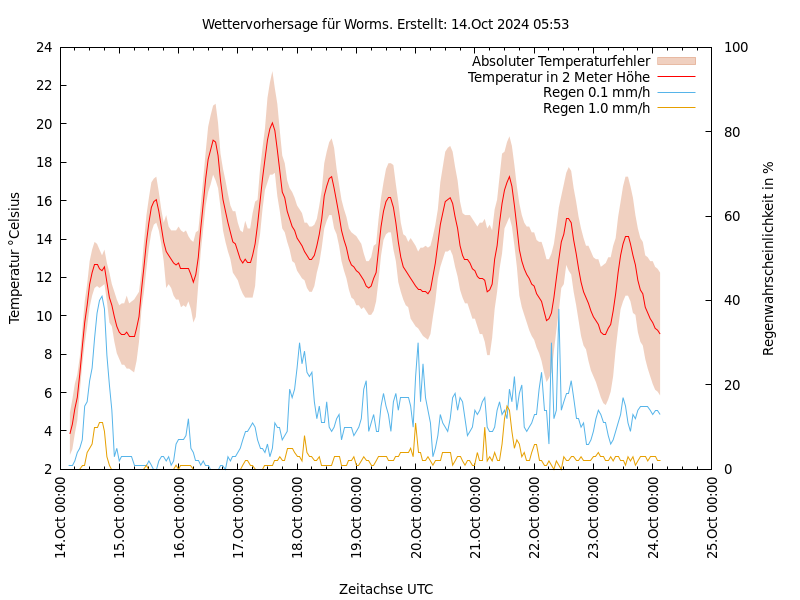 Wettervorhersage für Worms. Erstellt: 14.Oct 2024 05:53
Absoluter Temperaturfehler
Temperatur in 2 Meter Höhe
Regen 0.1 mm/h
Regen 1.0 mm/h
Temperatur °Celsius
24
22
20
18
16
14
12
10
8
6
4
2
100
80
60
40
20
0
Regenwahrscheinlichkeit in %
14.Oct 00:00
15.Oct 00:00
16.Oct 00:00
17.Oct 00:00
18.Oct 00:00
19.Oct 00:00
20.Oct 00:00
21.Oct 00:00
22.Oct 00:00
23.Oct 00:00
24.Oct 00:00
25.Oct 00:00
Zeitachse UTC